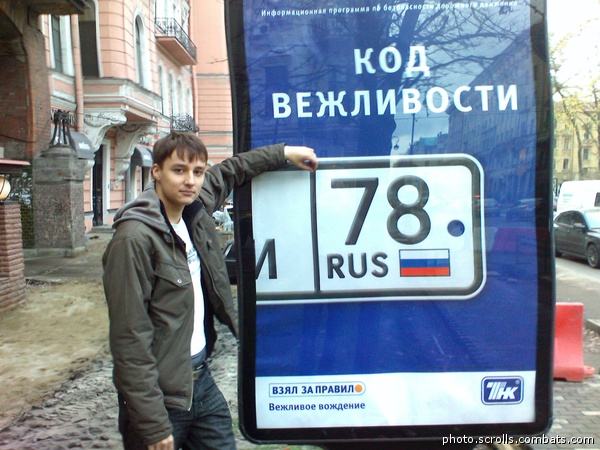 Информационная программа по безопасности дорожного движения
КОД
ВЕЖЛИВОСТИ
78
И RUS
ВЗЯЛ ЗА ПРАВИЛО
Вежливое вождение
ТНК
photo.scrolls.combats.com